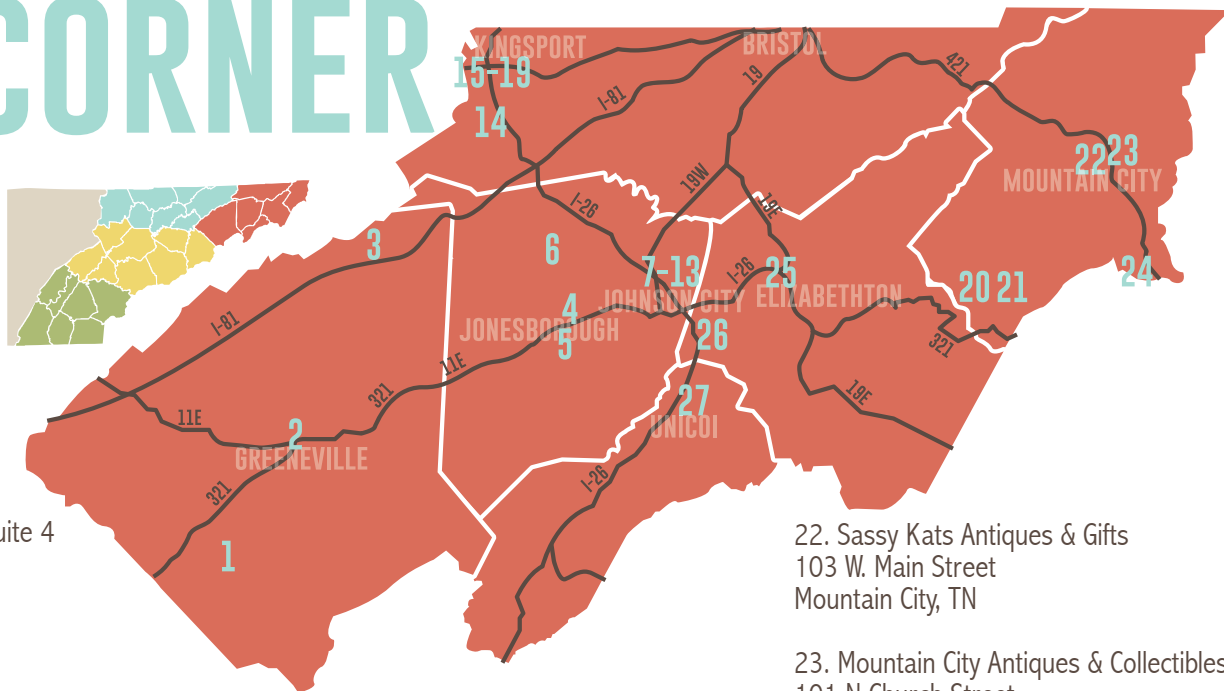 CORNER
KINGSPORT
BRISTOL
15-19
19
421
I-81
14
22
23
19W
MOUNTAIN CITY
I-26
19E
3
6
7-13
I-26
25
24
20
21
JOHNSON CITY
ELIZABETHTON
4
I-81
JONESBOROUGH
5
26
321
11E
321
19E
27
11E
2
UNICOI
GREENEVILLE
I-26
321
1
uite 4
22. Sassy Kats Antiques & Gifts
103 W. Main Street
Mountain City, TN
23. Mountain City Antiques & Collectibles
101 N Church Street